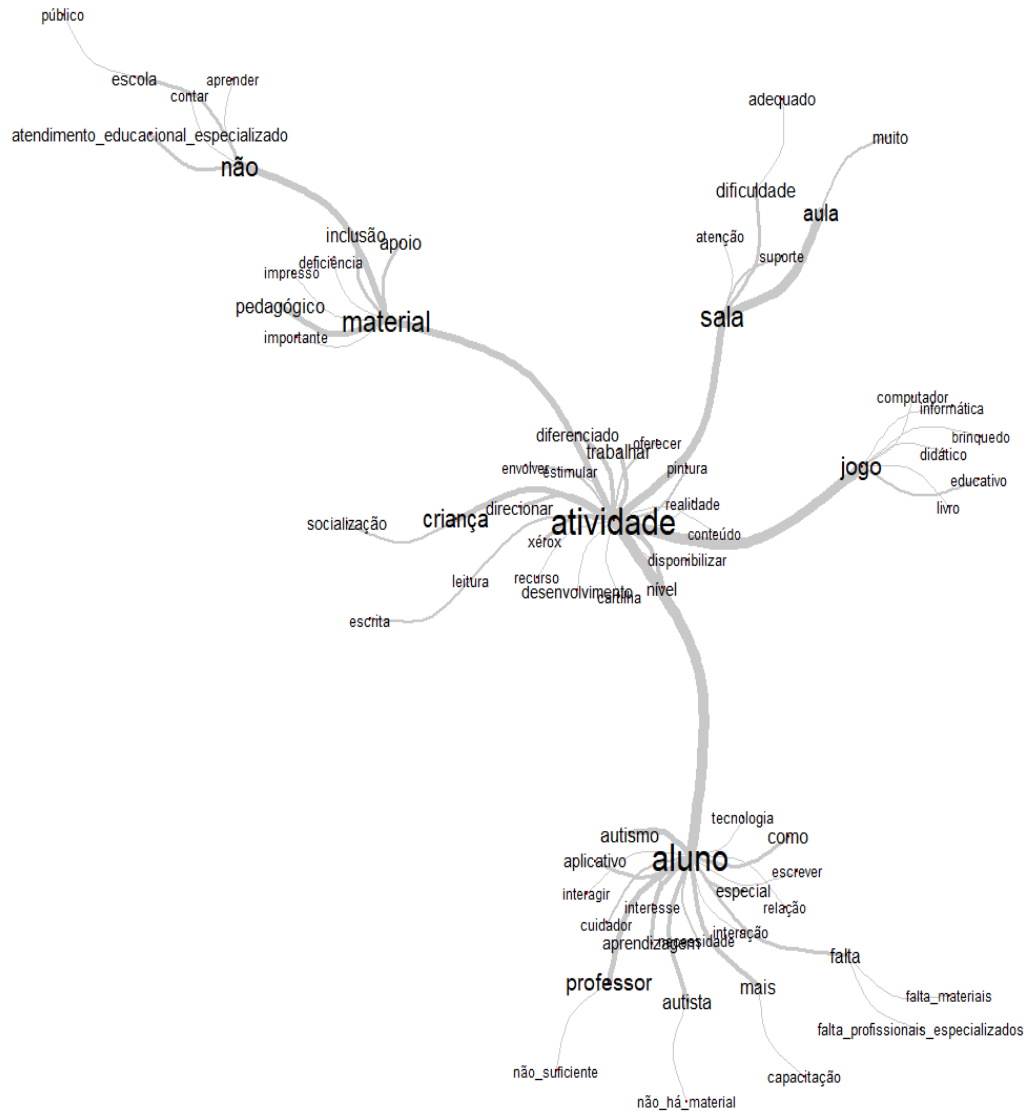 público
escola
aprender
contar
atendimento_educacional_especializado
não
adequado
muito
dificuldade
aula
atenção
suporte
inclusão
apoio
deficiência
impresso
pedagógico
material
importante
sala
computador
informática
brinquedo
didático
jogo
educativo
livro
diferenciado
oferecer
trabalhar
envolver
estimular
pintura
realidade
direcionar
criança
socialização
atividade
conteúdo
xérox
disponibilizar
leitura
recurso
desenvolvimento
cartilha
nível
escrita
tecnologia
autismo
como
aplicativo
aluno
escrever
interagir
especial
interesse
relação
cuidador
interação
aprendizagem
necessidade
falta
professor
mais
autista
falta_materiais
falta_profissionais_especializados
não_suficiente
capacitação
não_há_material